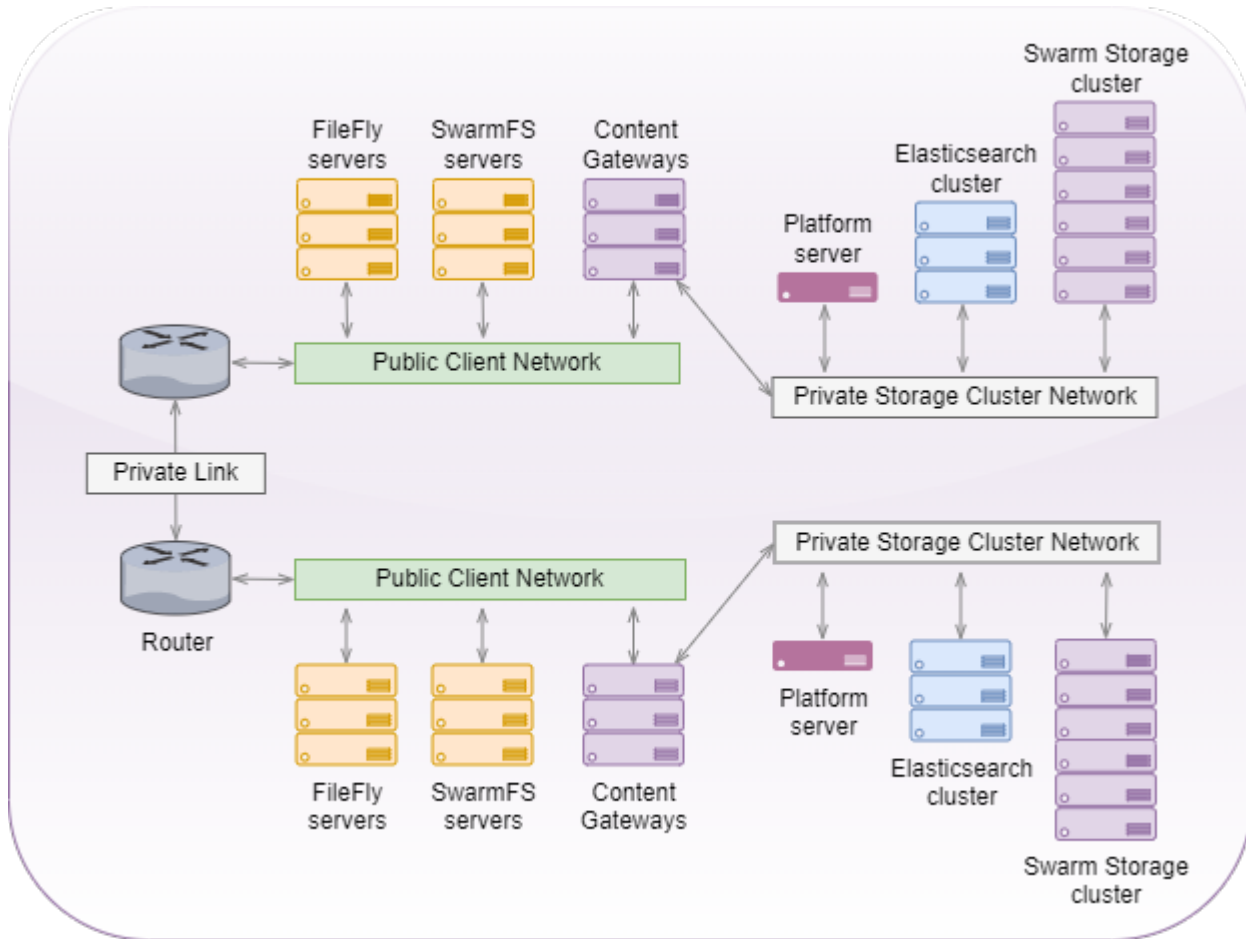 Swarm Storage
cluster
FileFly
servers
SwarmFS
servers
Content
Gateways
Elasticsearch
cluster
Platform
server
Public Client Network
Private Storage Cluster Network
Private Link
Private Storage Cluster Network
Public Client Network
Router
Platform
server
Elasticsearch
cluster
FileFly
servers
SwarmFS
servers
Content
Gateways
Swarm Storage
cluster